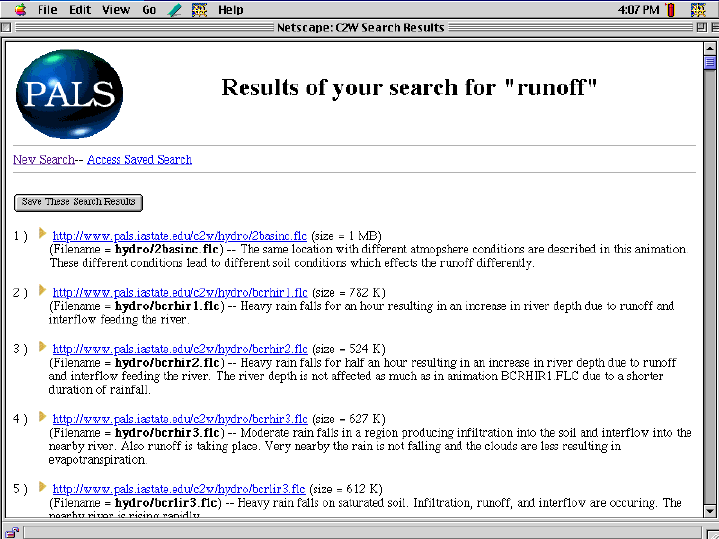 File Edit View Go Help 4:07 PM
Netscape: C2W Search Results
PALS
Results of your search for "runoff"
New Search-- Access Saved Search
Save These Search Results
1 ) http://www.pals.iastate.edu/c2w/hydro/2basinc.flc (size = 1 MB)
(Filename = hydro/2basinc.flc) -- The same location with different atmopshere conditions are described in this animation.
These different conditions lead to different soil conditions which effects the runoff differently.
2 ) http://www.pals.iastate.edu/c2w/hydro/bcrhir1.flc (size = 782 K)
(Filename = hydro/bcrhir1.flc) -- Heavy rain falls for an hour resulting in an increase in river depth due to runoff and
interflow feeding the river.
3 ) http://www.pals.iastate.edu/c2w/hydro/bcrhir2.flc (size = 524 K)
(Filename = hydro/bcrhir2.flc) -- Heavy rain falls for half an hour resulting in an increase in river depth due to runoff
and interflow feeding the river. The river depth is not affected as much as in animation BCRHIR1.FLC due to a shorter
duration of rainfall.
4 ) http://www.pals.iastate.edu/c2w/hydro/bcrhir3.flc (size = 627 K)
(Filename = hydro/bcrhir3.flc) -- Moderate rain falls in a region producing infiltration into the soil and interflow into the
nearby river. Also runoff is taking place. Very nearby the rain is not falling and the clouds are less resulting in
evapotranspiration.
5 ) http://www.pals.iastate.edu/c2w/hydro/bcrlir3.flc (size = 612 K)
(Filename = hydro/bcrlir3.flc) -- Heavy rain falls on saturated soil. Infiltration, runoff, and interflow are occuring. The
nearby river is rising rapidly.